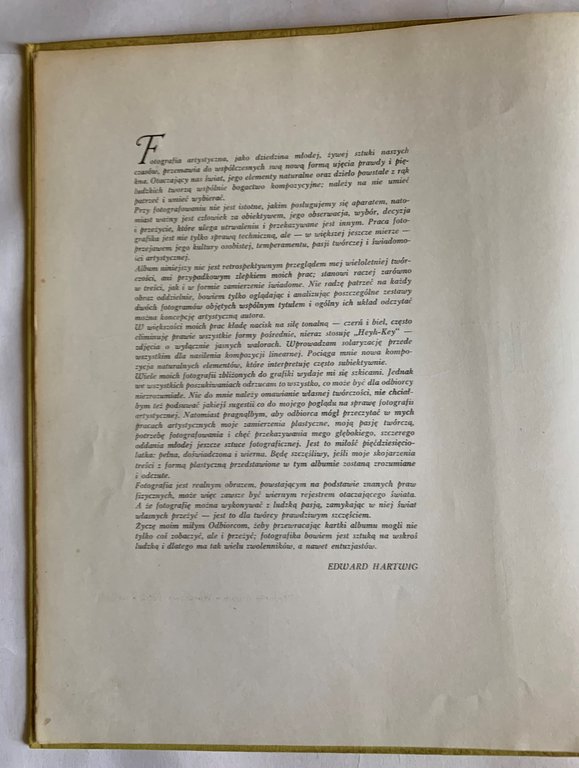 Fotografia artystyczna, jako dziedzina młodej, żywej sztuki naszych
czasów, przemawia do współczesnych swą nową formą ujęcia prawdy i pię-
kna. Otaczający nas świat, jego elementy naturalne oraz dzieło powstałe z rąk
ludzkich tworzą wspólnie bogactwo kompozycyjne; należy na nie umieć
patrzeć i umieć wybierać.
Przy fotografowaniu nie jest istotne, jakim posługujemy się aparatem, nato-
miast ważny jest człowiek za obiektywem, jego obserwacja, wybór, decyzja
i przeżycie, które ulega utrwaleniu i przekazywane jest innym. Praca foto-
grafika jest nie tylko sprawą techniczną, ale — w większej jeszcze mierze —
przejawem jego kultury osobistej, temperamentu, pasji twórczej i świadomo-
ści artystycznej.
Album niniejszy nie jest retrospektywnym przeglądem mej wieloletniej twór-
czości, ani przypadkowym zlepkiem moich prac; stanowi raczej zarówno
w treści, jak i w formie zamierzenie świadome. Nie radzę patrzeć na każdy
obraz oddzielnie, bowiem tylko oglądając i analizując poszczególne zestawy
dwóch fotogramów objętych wspólnym tytułem i ogólny ich układ odczytać
można koncepcję artystyczną autora.
W większości moich prac kładę nacisk na siłę tonalną — czerń i biel, często
eliminuję prawie wszystkie formy pośrednie, nieraz stosuję „Heyh-Key" —
zdjęcia o wyłącznie jasnych walorach. Wprowadzam solaryzację przede
wszystkim dla nasilenia kompozycji linearnej. Pociąga mnie nowa kompo-
zycja naturalnych elementów, które interpretuję często subiektywnie.
Wiele moich fotografii zbliżonych do grafiki wydaje mi się szkicami. Jednak
we wszystkich poszukiwaniach odrzucam to wszystko, co może być dla odbiorcy
niezrozumiałe. Nie do mnie należy omawianie własnej twórczości, nie chciał-
bym też podsuwać jakiejś sugestii co do mojego poglądu na sprawę fotografii
artystycznej. Natomiast pragnąłbym, aby odbiorca mógł przeczytać w mych
pracach artystycznych moje zamierzenia plastyczne, moją pasję twórczą,
potrzebę fotografowania i chęć przekazywania mego głębokiego, szczerego
oddania młodej jeszcze sztuce fotograficznej. Jest to miłość pięćdziesięcio-
latka: pełna, doświadczona i wierna. Będę szczęśliwy, jeśli moje skojarzenia
treści z formą plastyczną przedstawione w tym albumie zostaną zrozumiane
i odczute.
Fotografia jest realnym obrazem, powstającym na podstawie znanych praw
fizycznych, może więc zawsze być wiernym rejestrem otaczającego świata.
A że fotografię można wykonywać z ludzką pasją, zamykając w niej świat
własnych przeżyć — jest to dla twórcy prawdziwym szczęściem.
Życzę moim miłym Odbiorcom, żeby przewracając kartki albumu mogli nie
tylko coś zobaczyć, ale i przeżyć; fotografika bowiem jest sztuką na wskroś
ludzką i dlatego ma tak wielu zwolenników, a nawet entuzjastów.
EDWARD HARTWIG